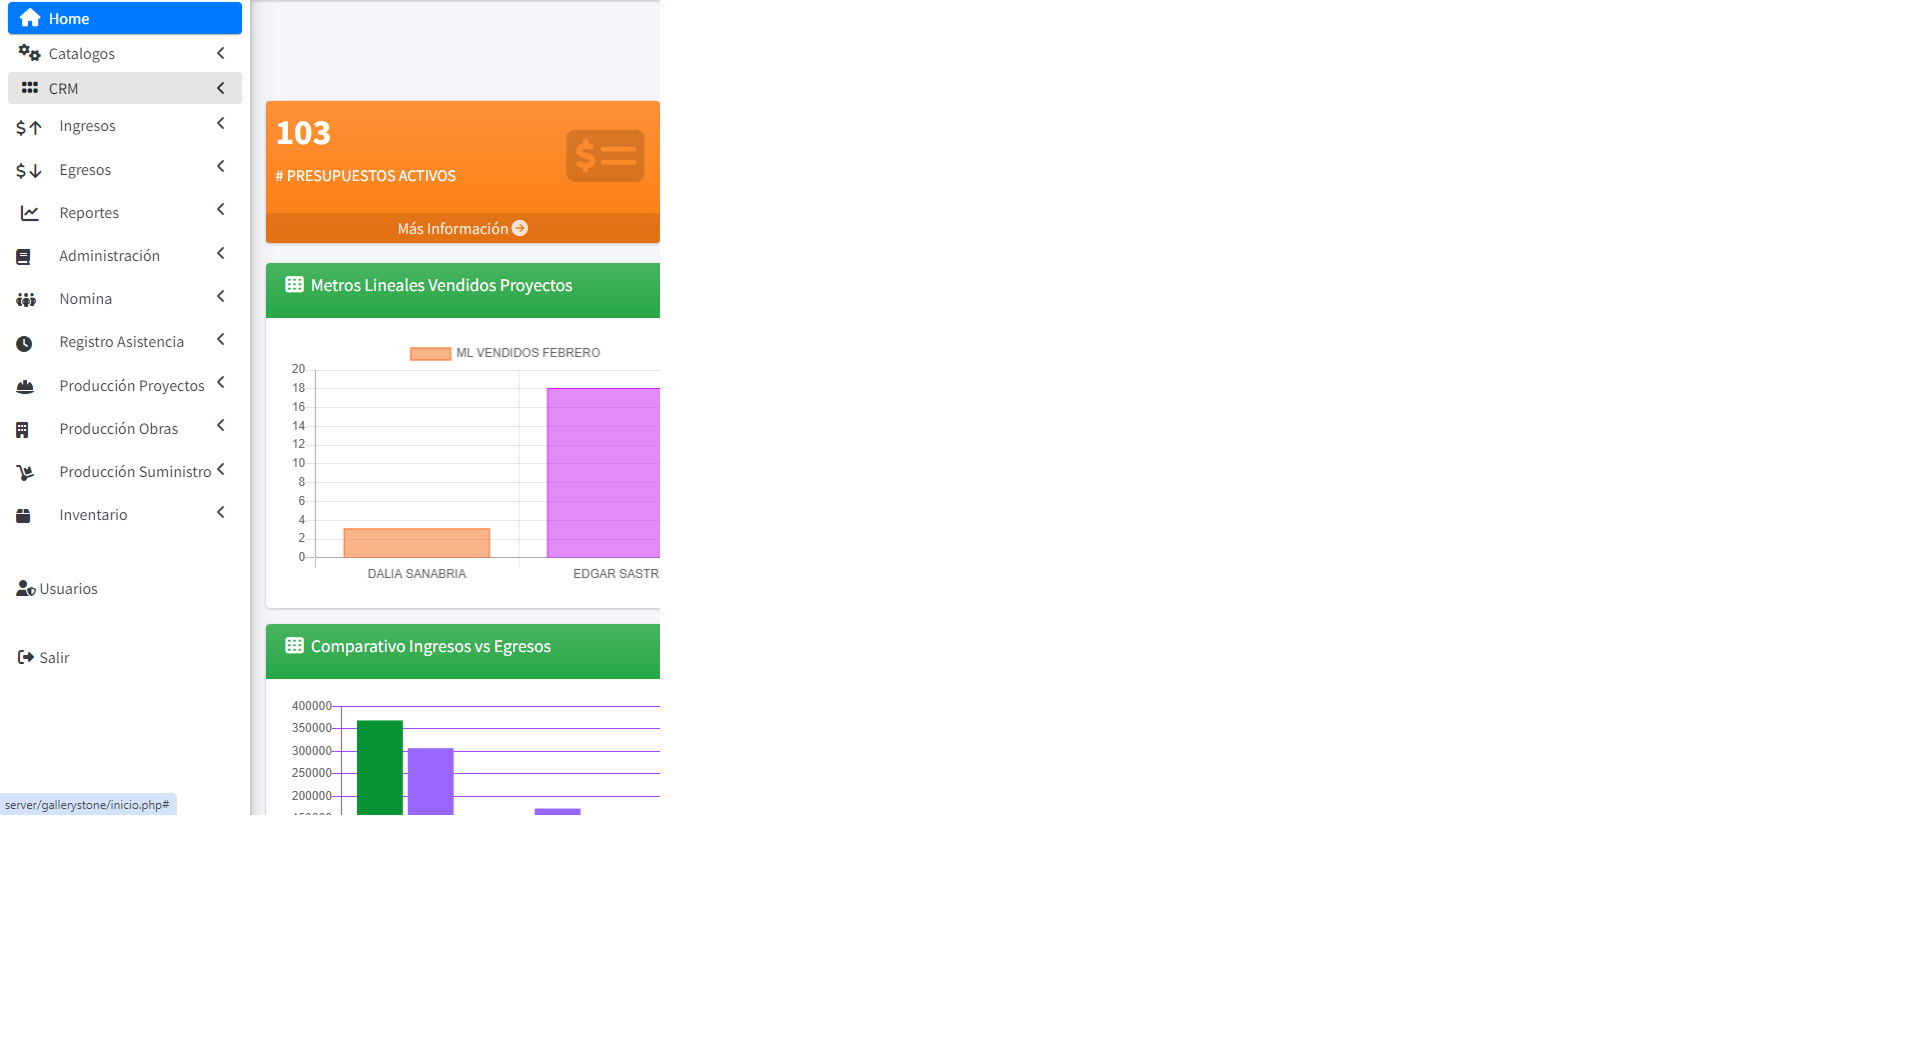 Home
Catalogos
CRM
Ingresos
Egresos
Reportes
Administración
Nomina
Registro Asistencia
Producción Proyectos
Producción Obras
Producción Suministro
Inventario
Usuarios
Salir
server/gallerystone/inicio.php#
103
# PRESUPUESTOS ACTIVOS
Más Información
Metros Lineales Vendidos Proyectos
ML VENDIDOS FEBRERO
20
18
16
14
12
10
8
6
4
2
0
DALIA SANABRIA
EDGAR SASTR
Comparativo Ingresos vs Egresos
400000
350000
300000
250000
200000